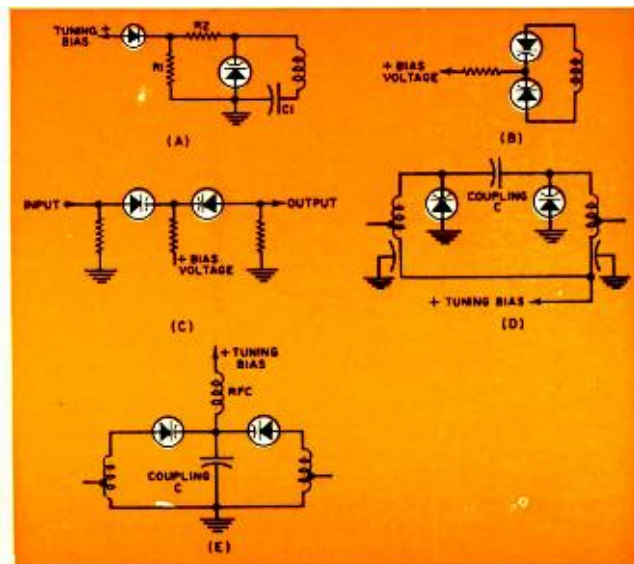 TUNING +
BIAS
R2
R1
C1
(A)
+ BIAS
VOLTAGE
(B)
INPUT
OUTPUT
+ BIAS
VOLTAGE
(C)
COUPLING
C
+ TUNING BIAS
(D)
+ TUNING
BIAS
RFC
COUPLING
C
(E)